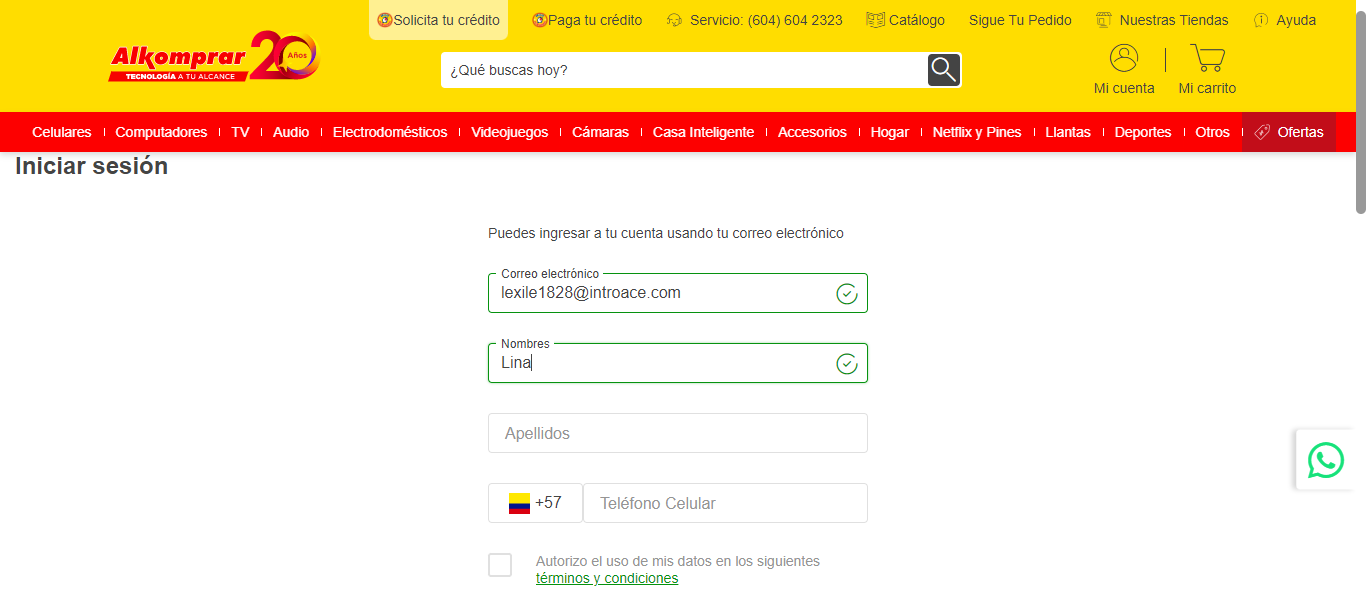 Solicita tu crédito Paga tu crédito Servicio: (604) 604 2323 Catálogo Sigue Tu Pedido Nuestras Tiendas Ayuda
Alkomprar 20 Años
TECNOLOGÍA A TU ALCANCE
¿Qué buscas hoy?
Mi cuenta Mi carrito
Celulares Computadores TV Audio Electrodomésticos Videojuegos Cámaras Casa Inteligente Accesorios Hogar Netflix y Pines Llantas Deportes Otros Ofertas
Iniciar sesión
Puedes ingresar a tu cuenta usando tu correo electrónico
Correo electrónico
lexile1828@introace.com
Nombres
Lina
Apellidos
+57 Teléfono Celular
Autorizo el uso de mis datos en los siguientes
términos y condiciones